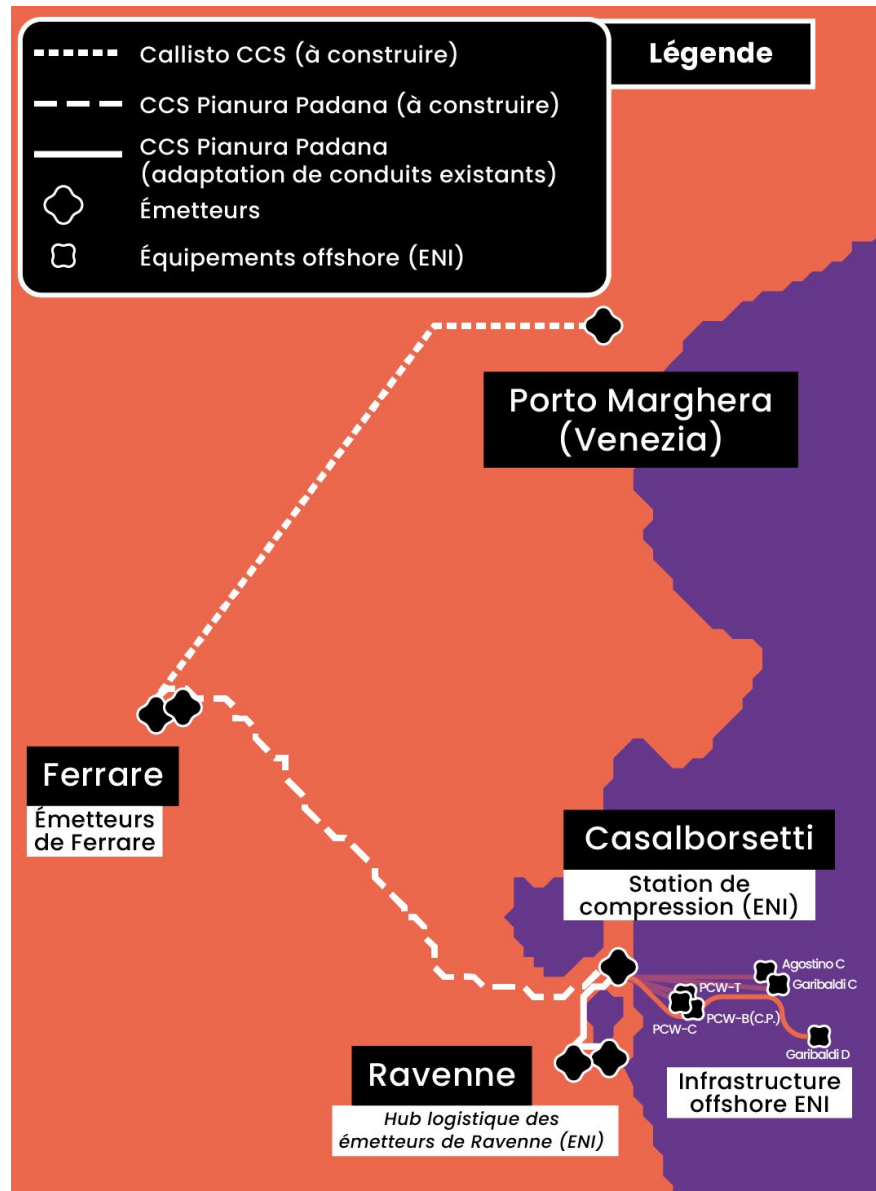 Légende
Callisto CCS (à construire)
CCS Pianura Padana (à construire)
CCS Pianura Padana
(adaptation de conduits existants)
Émetteurs
Équipements offshore (ENI)
Porto Marghera
(Venezia)
Ferrare
Émetteurs
de Ferrare
Casalborsetti
Station de
compression (ENI)
Agostino C
Garibaldi C
PCW-T
PCW-B(C.P.)
PCW-C
Garibaldi D
Ravenne
Hub logistique des
émetteurs de Ravenne (ENI)
Infrastructure
offshore ENI